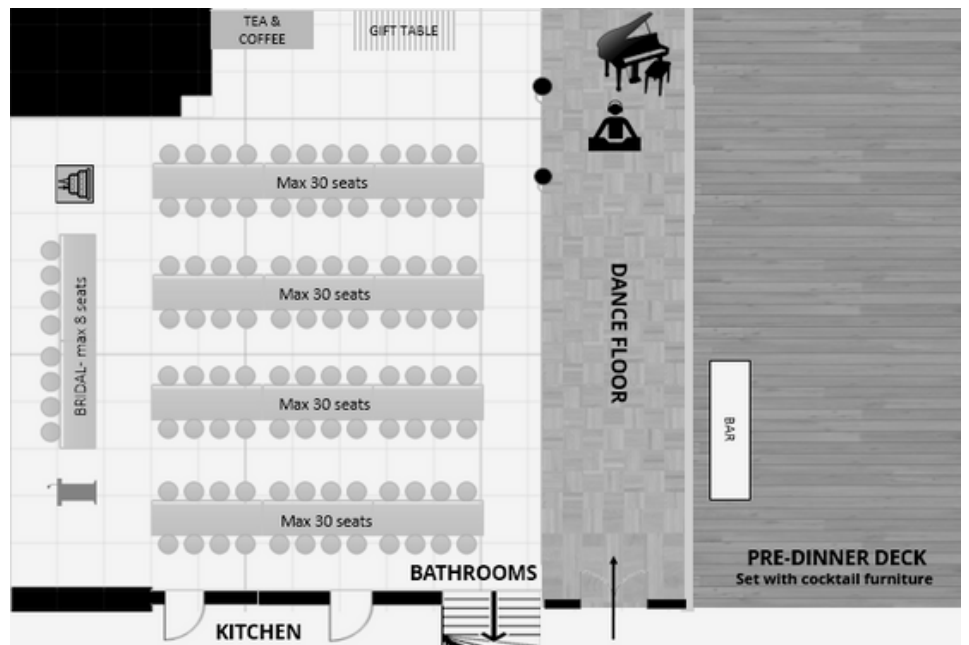 TEA &
COFFEE
GIFT TABLE
Max 30 seats
Max 30 seats
Max 30 seats
Max 30 seats
BRIDAL- max 8 seats
DANCE FLOOR
BAR
BATHROOMS
KITCHEN
PRE-DINNER DECK
Set with cocktail furniture